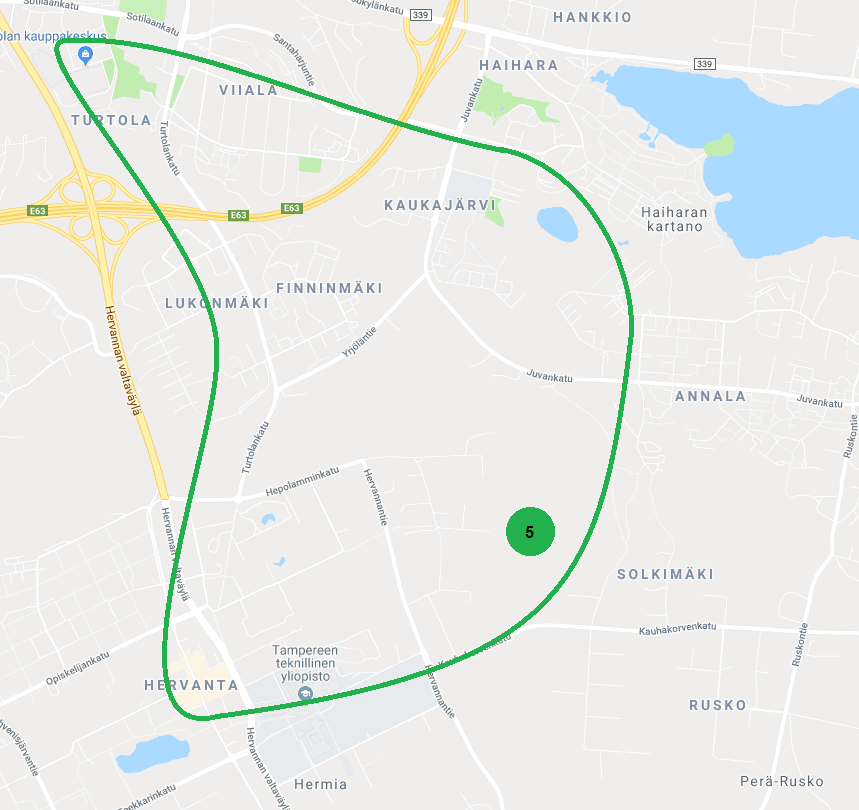 Sotilaankatu
Sotilaankatu
339
HANKKIO
olan kauppakeskus
Santaharjuntie
HAIHARA
339
VIIALA
Juvankatu
TURTOLA
Turtolankatu
E63
E63
E63
KAUKAJÄRVI
Haiharan
kartano
FINNINMÄKI
LUKONMÄKI
Hervannan valtaväylä
Yrjöläntie
Juvankatu
ANNALA
Juvankatu
Ruskontie
Turtolankatu
Hepolamminkatu
Hervannantie
5
Hervannan valtaväylä
SOLKIMÄKI
Kauhakorvenkatu
Kauhakorvenkatu
Ruskontie
Tampereen
teknillinen
yliopisto
Opiskelijankatu
HERVANTA
Hervannantie
RUSKO
Hervannan valtaväylä
Hermia
Perä-Rusko